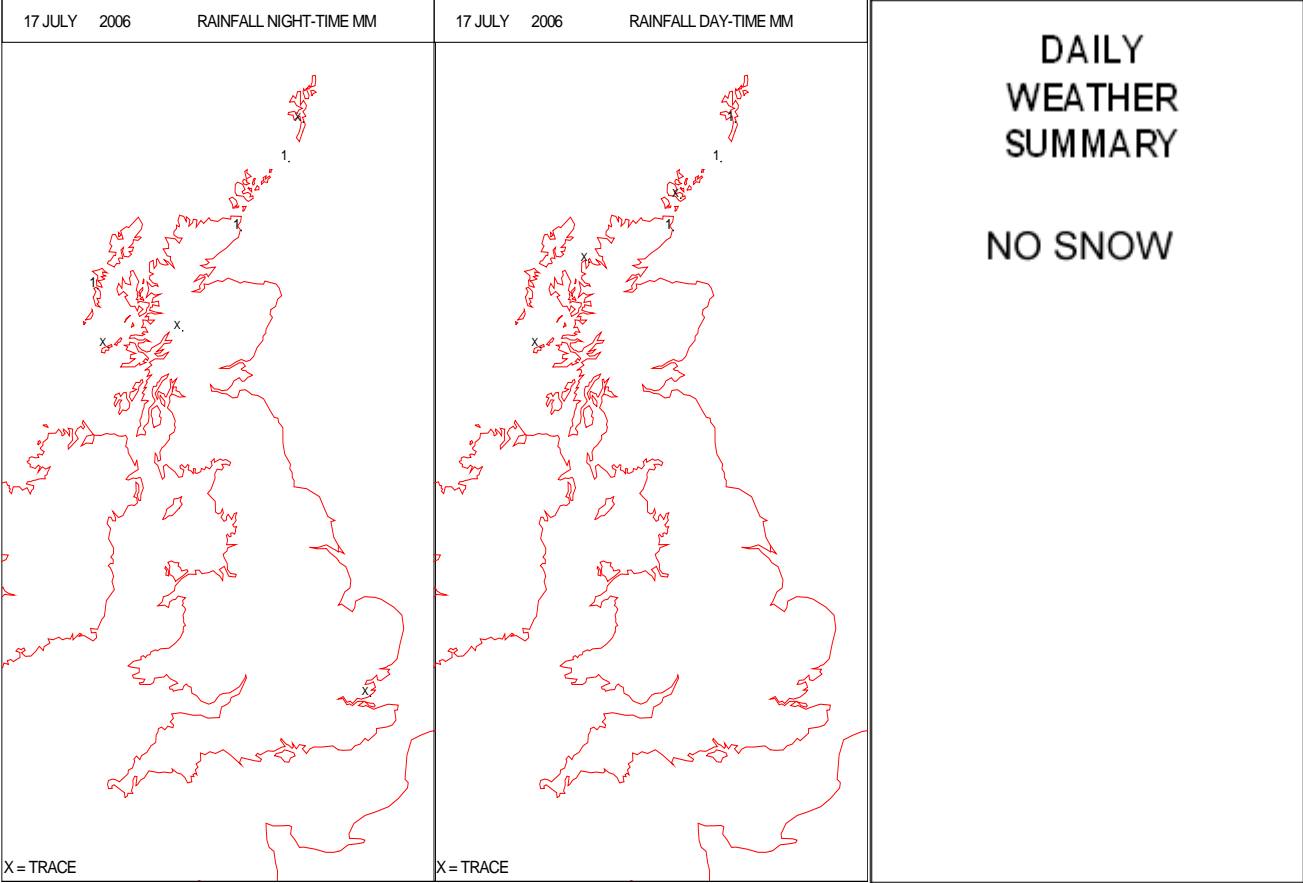 17 JULY 2006 RAINFALL NIGHT-TIME MM
X.
1.
1.
1.
X.
X.
X.
X = TRACE
17 JULY 2006 RAINFALL DAY-TIME MM
1.
1.
X.
1.
X.
X.
X = TRACE
DAILY
WEATHER
SUMMARY
NO SNOW